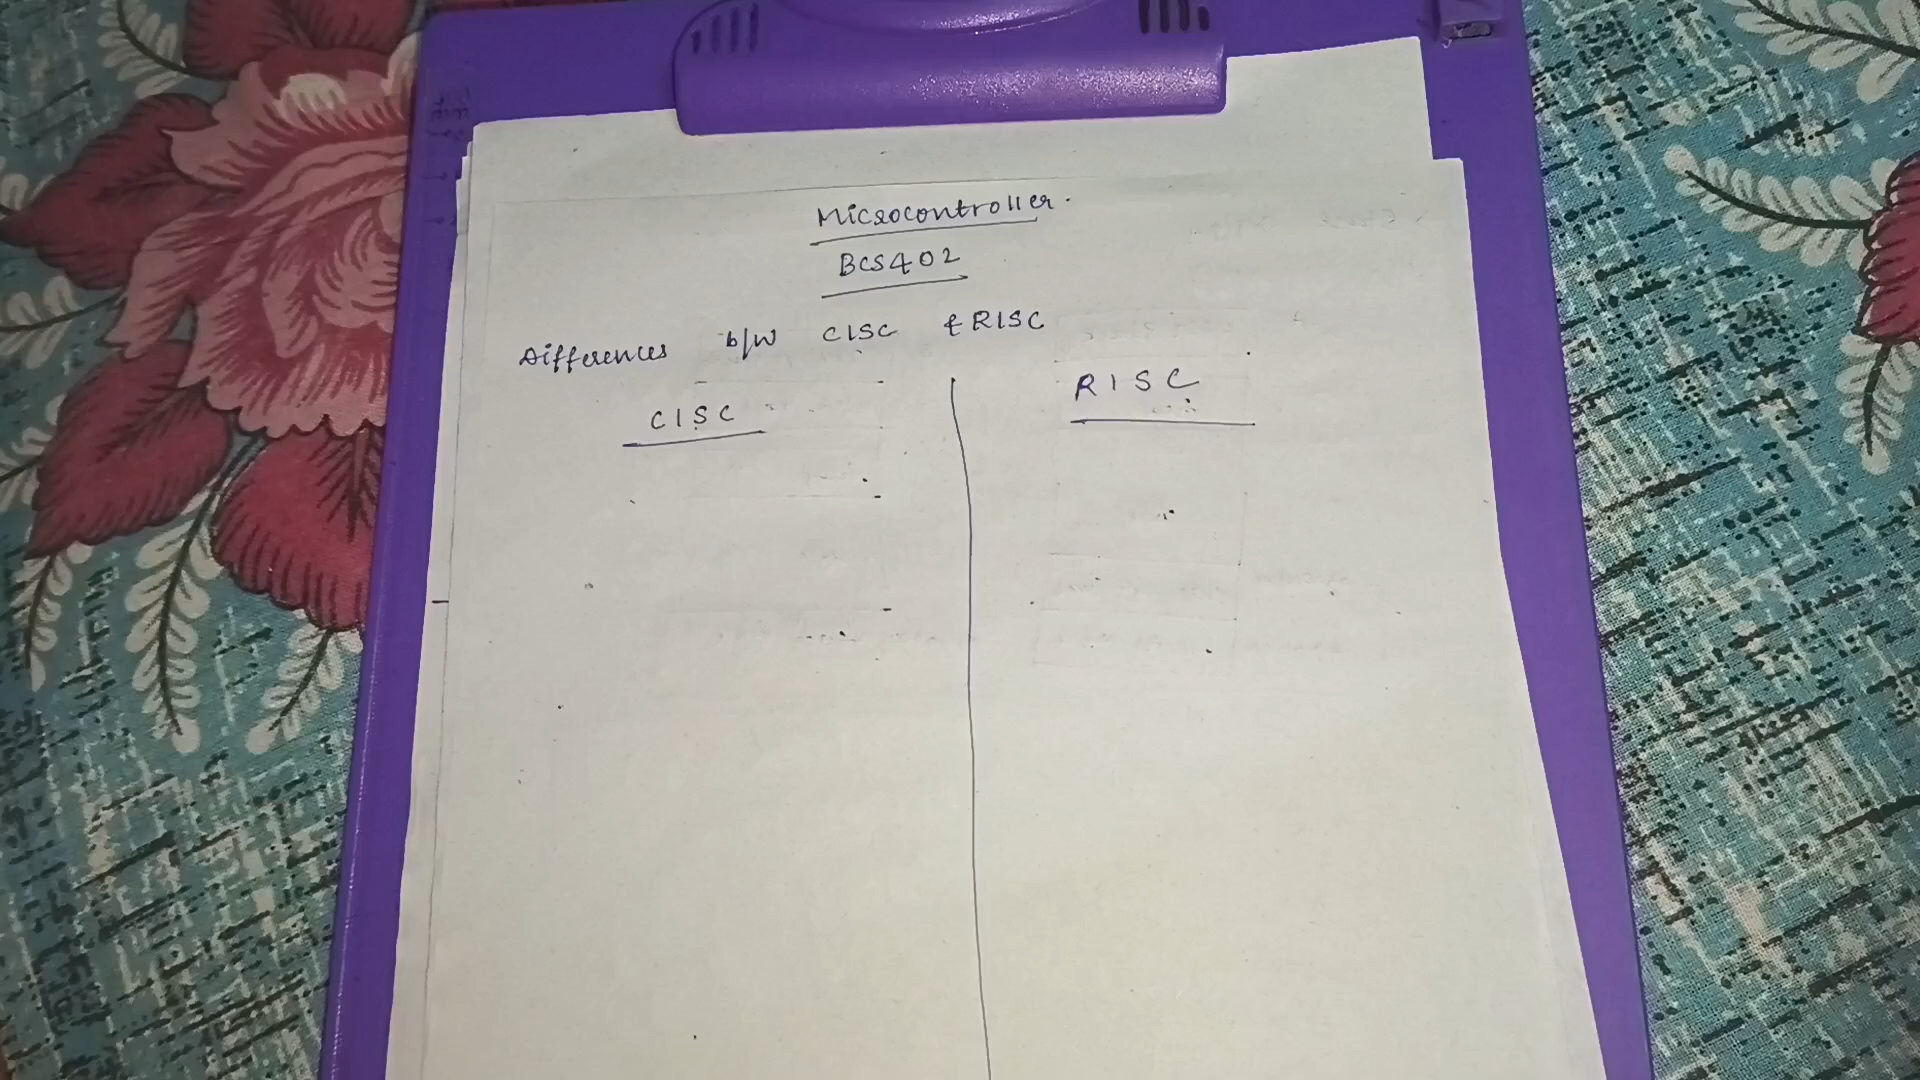 Microcontroller.
BCS402
Differences b/w CISC & RISC
CISC
RISC